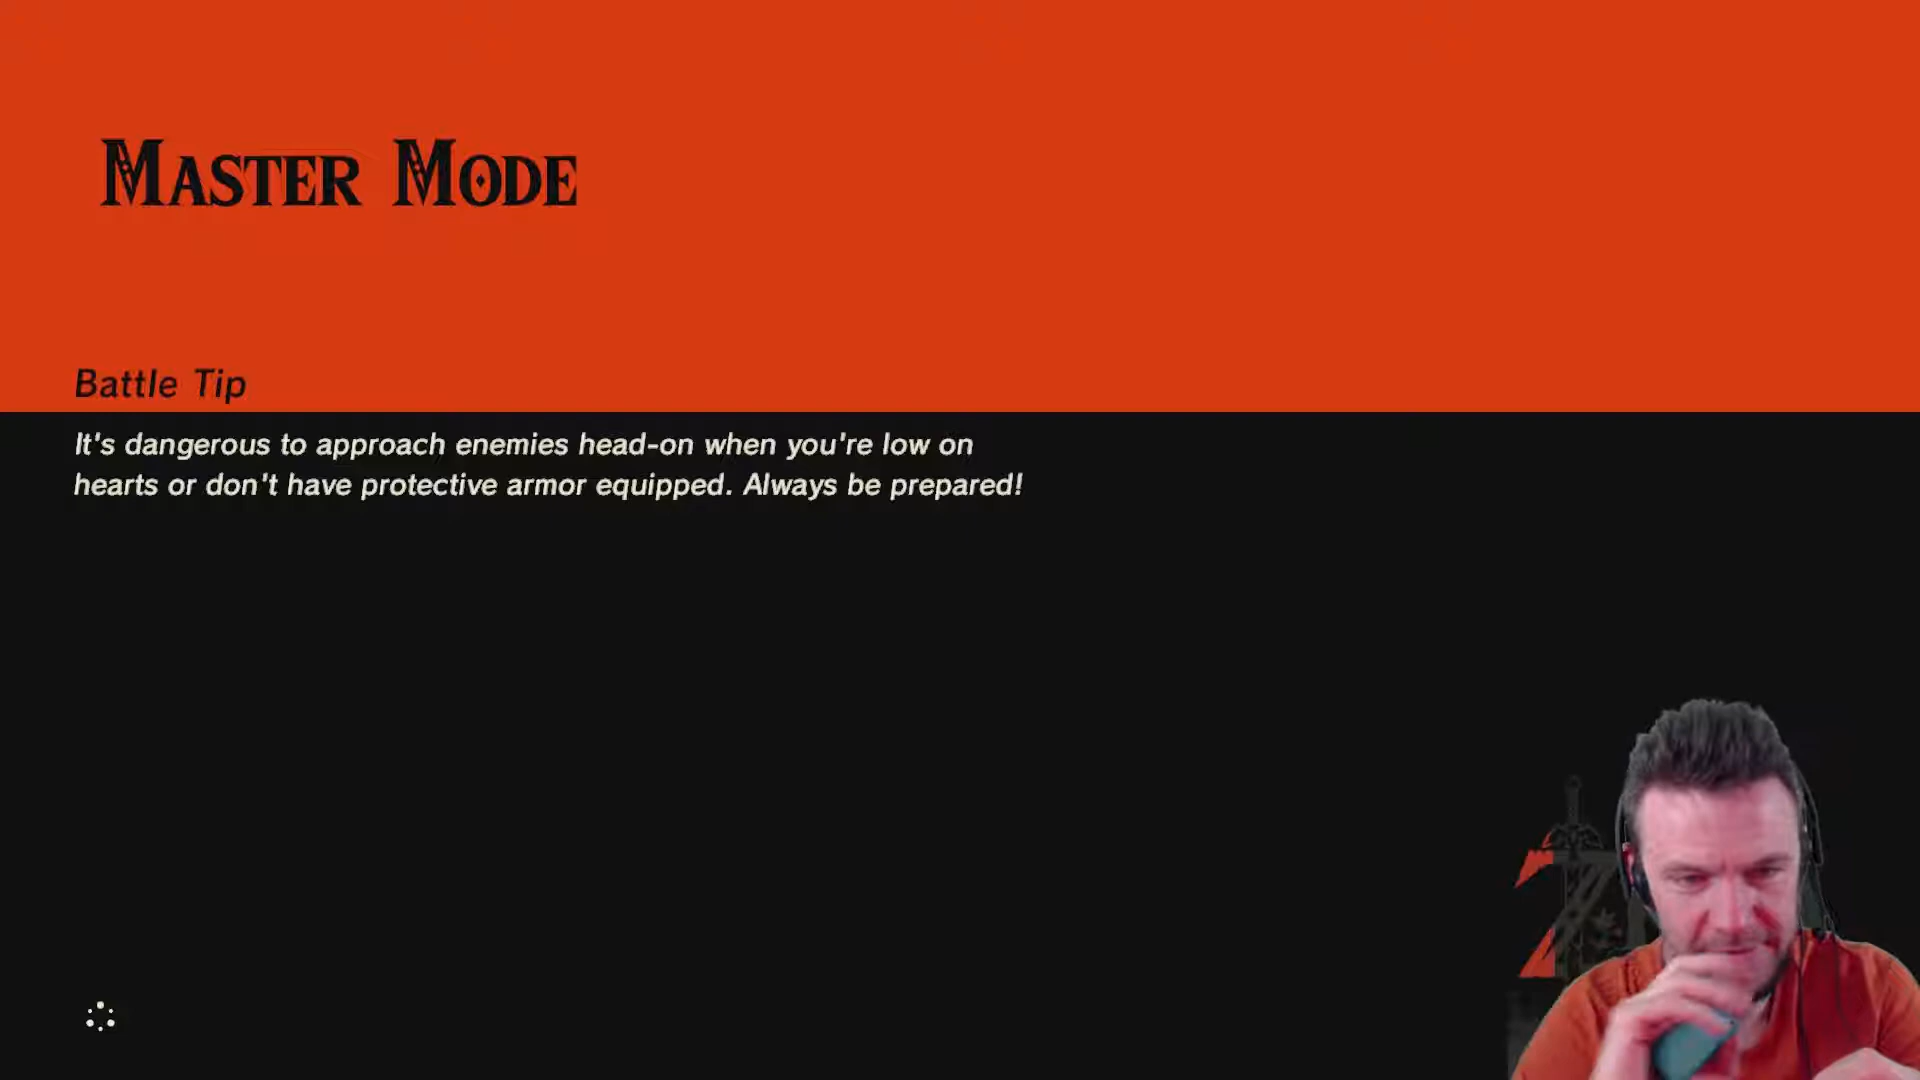 MASTER MODE
Battle Tip
It's dangerous to approach enemies head-on when you're low on
hearts or don't have protective armor equipped. Always be prepared!